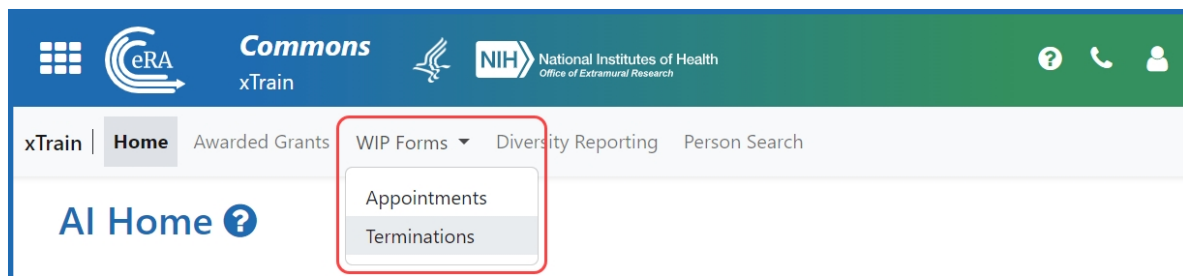 eRA
Commons
xTrain
NIH National Institutes of Health
Office of Extramural Research
xTrain | Home Awarded Grants WIP Forms Diversity Reporting Person Search
Appointments
Terminations
AI Home